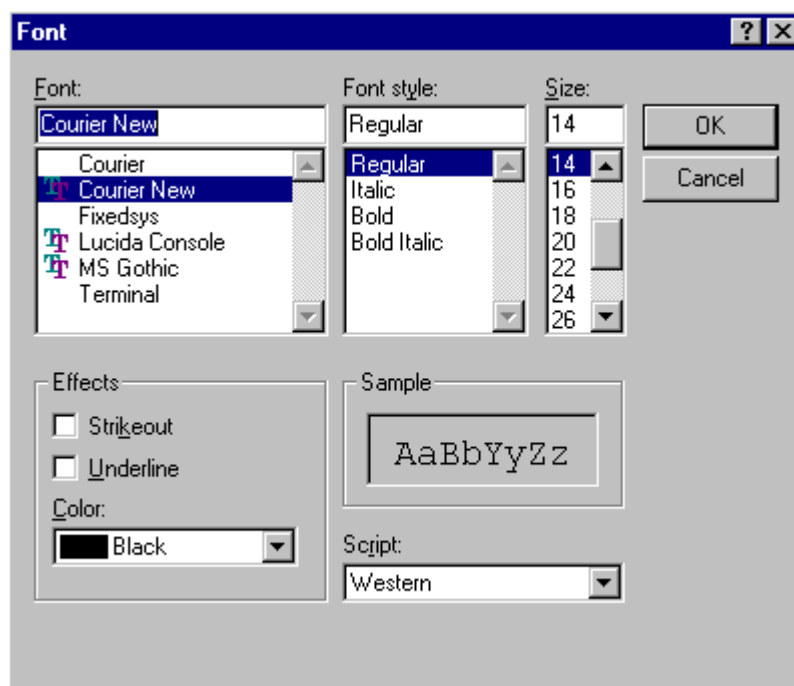 Font
Font:
Courier New
Courier
Courier New
Fixedsys
Lucida Console
MS Gothic
Terminal
Font style:
Regular
Regular
Italic
Bold
Bold Italic
Size:
14
14
16
18
20
22
24
26
OK
Cancel
Effects
Strikeout
Underline
Color:
Black
Sample
AaBbYyZz
Script:
Western